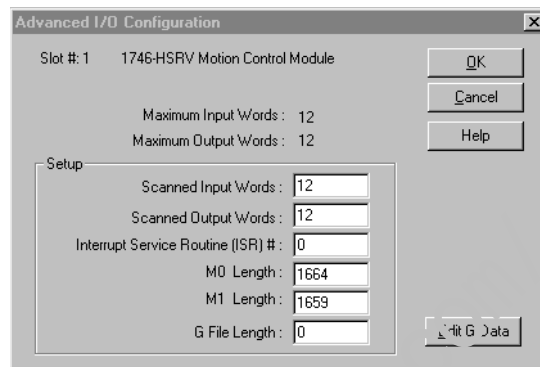 Advanced I/O Configuration
Slot #: 1 1746-HSRV Motion Control Module
OK
Cancel
Help
Maximum Input Words : 12
Maximum Output Words : 12
Setup
Scanned Input Words : 12
Scanned Output Words : 12
Interrupt Service Routine (ISR) # : 0
M0 Length : 1664
M1 Length : 1659
G File Length : 0
Edit G Data